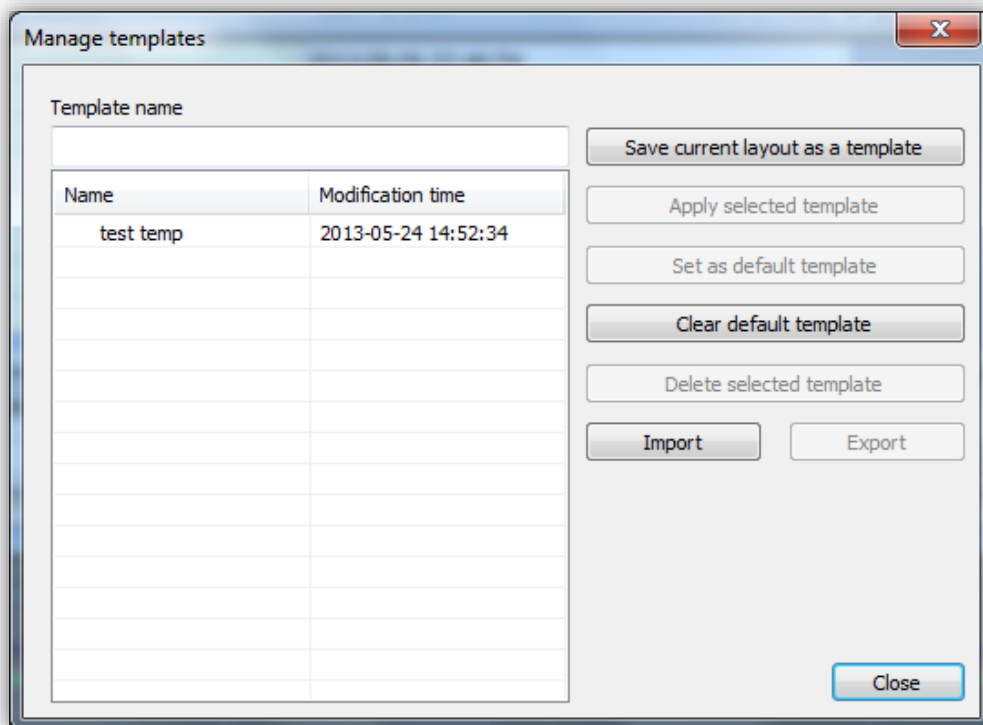 Manage templates
Template name
Save current layout as a template
Name Modification time
Apply selected template
test temp 2013-05-24 14:52:34
Set as default template
Clear default template
Delete selected template
Import Export
Close